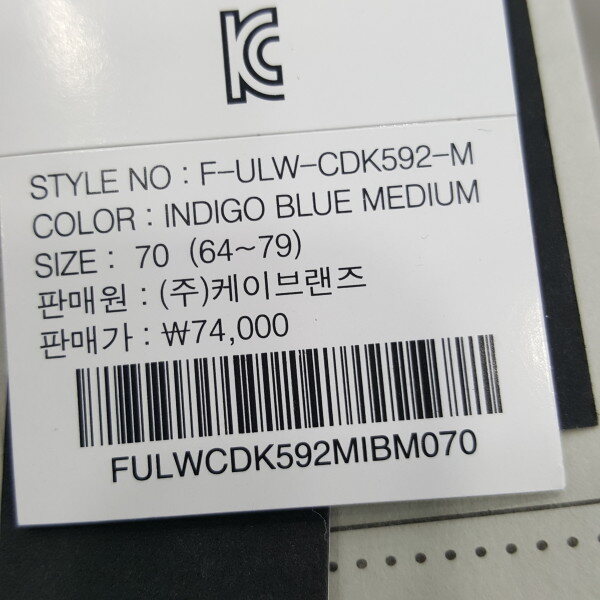 KC
STYLE NO : F-ULW-CDK592-M
COLOR : INDIGO BLUE MEDIUM
SIZE : 70 (64~79)
판매원 : (주)케이브랜즈
판매가 : ₩74,000
FULWCDK592MIBM070